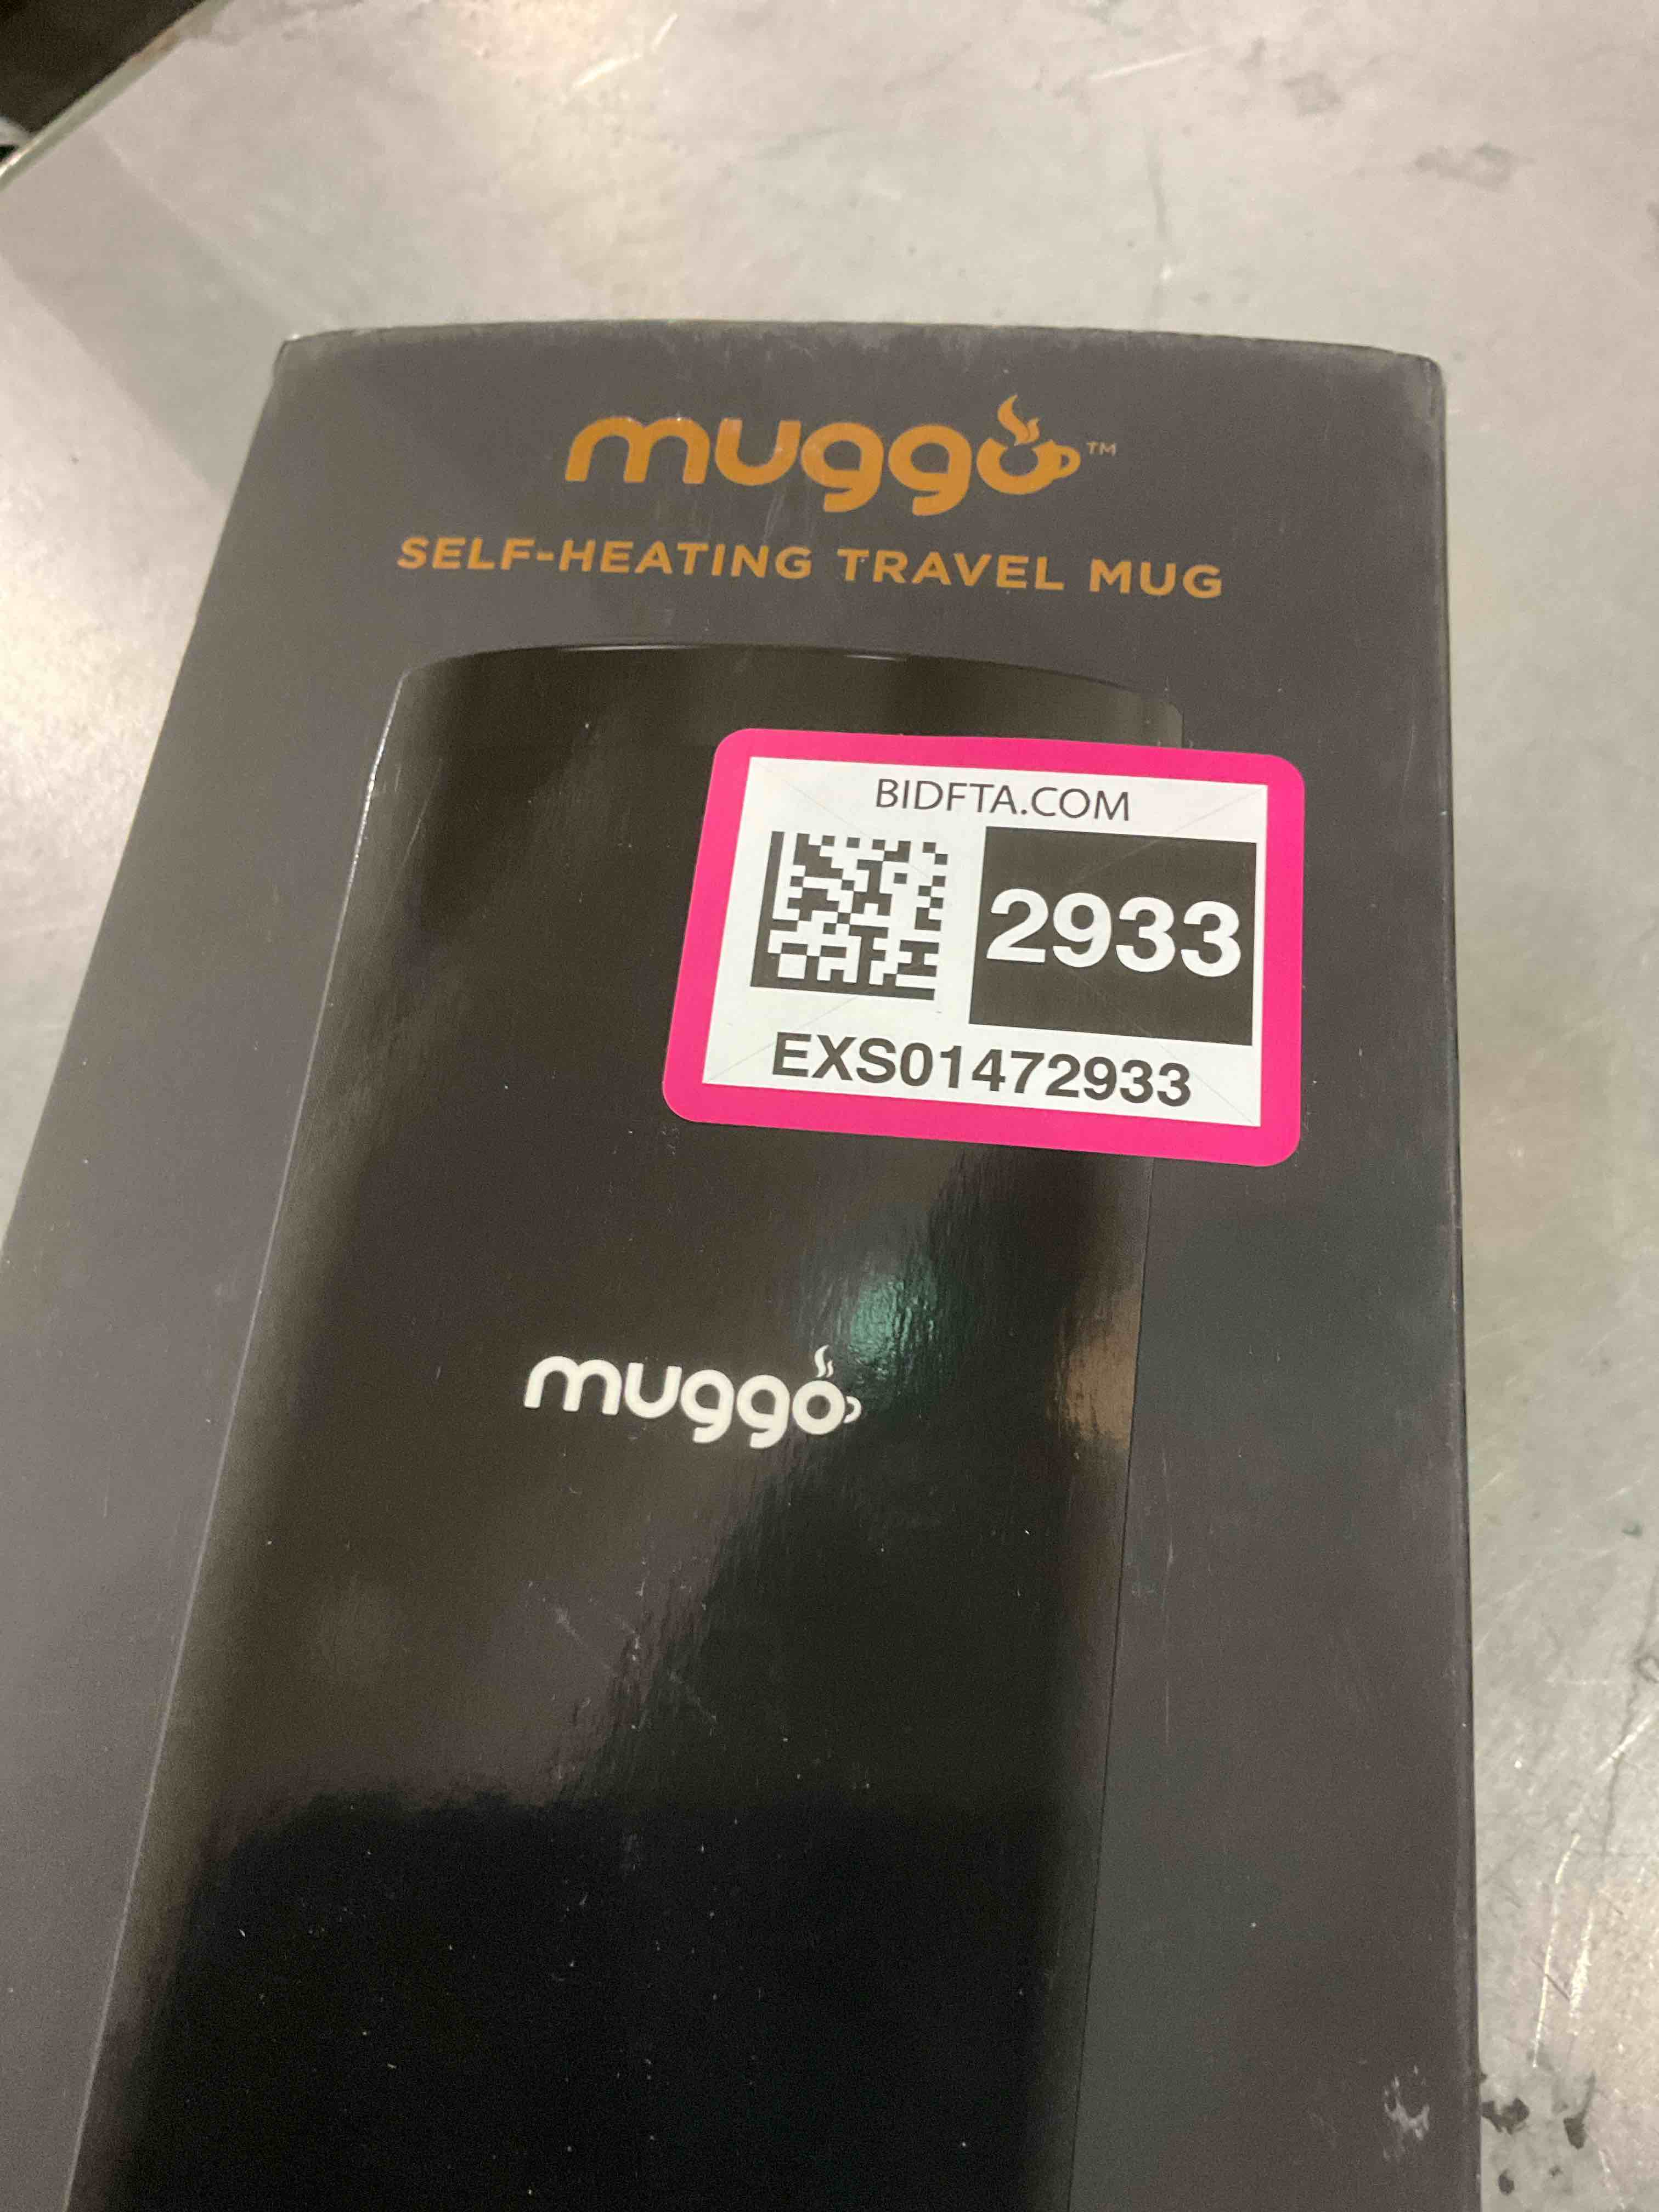 muggo™
SELF-HEATING TRAVEL MUG
BIDFTA.COM
2933
EXS01472933
muggo